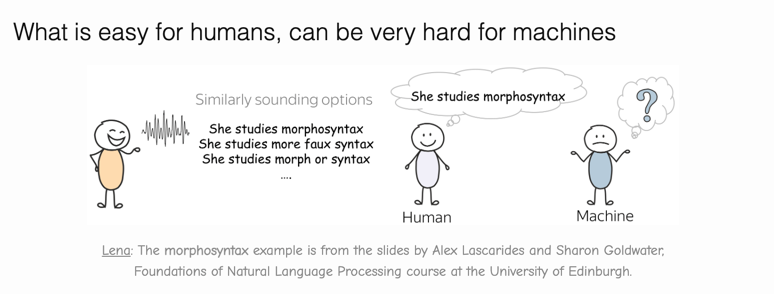 What is easy for humans, can be very hard for machines
Similarly sounding options
She studies morphosyntax
She studies more faux syntax
She studies morph or syntax
....
She studies morphosyntax
?
Human
Machine
Lena: The morphosyntax example is from the slides by Alex Lascarides and Sharon Goldwater,
Foundations of Natural Language Processing course at the University of Edinburgh.